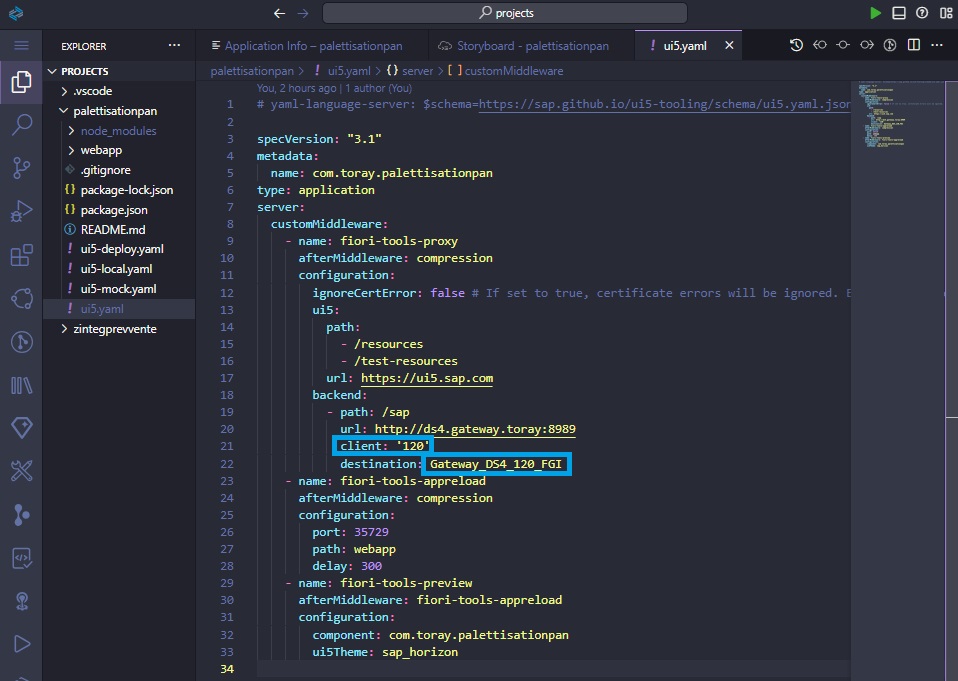 projects
EXPLORER
PROJECTS
.vscode
palettisationpan
node_modules
webapp
.gitignore
package-lock.json
package.json
README.md
ui5-deploy.yaml
ui5-local.yaml
ui5-mock.yaml
ui5.yaml
zintegprevvente
Application Info – palettisationpan
Storyboard - palettisationpan
ui5.yaml
palettisationpan > ui5.yaml > {} server > [ ] customMiddleware
You, 2 hours ago | 1 author (You)
1 # yaml-language-server: $schema=https://sap.github.io/ui5-tooling/schema/ui5.yaml.json
2
3 specVersion: "3.1"
4 metadata:
5 name: com.toray.palettisationpan
6 type: application
7 server:
8 customMiddleware:
9 - name: fiori-tools-proxy
10 afterMiddleware: compression
11 configuration:
12 ignoreCertError: false # If set to true, certificate errors will be ignored.
13 ui5:
14 path:
15 - /resources
16 - /test-resources
17 url: https://ui5.sap.com
18 backend:
19 - path: /sap
20 url: http://ds4.gateway.toray:8989
21 client: '120'
22 destination: Gateway_DS4_120_FGI
23 - name: fiori-tools-appreload
24 afterMiddleware: compression
25 configuration:
26 port: 35729
27 path: webapp
28 delay: 300
29 - name: fiori-tools-preview
30 afterMiddleware: fiori-tools-appreload
31 configuration:
32 component: com.toray.palettisationpan
33 ui5Theme: sap_horizon
34